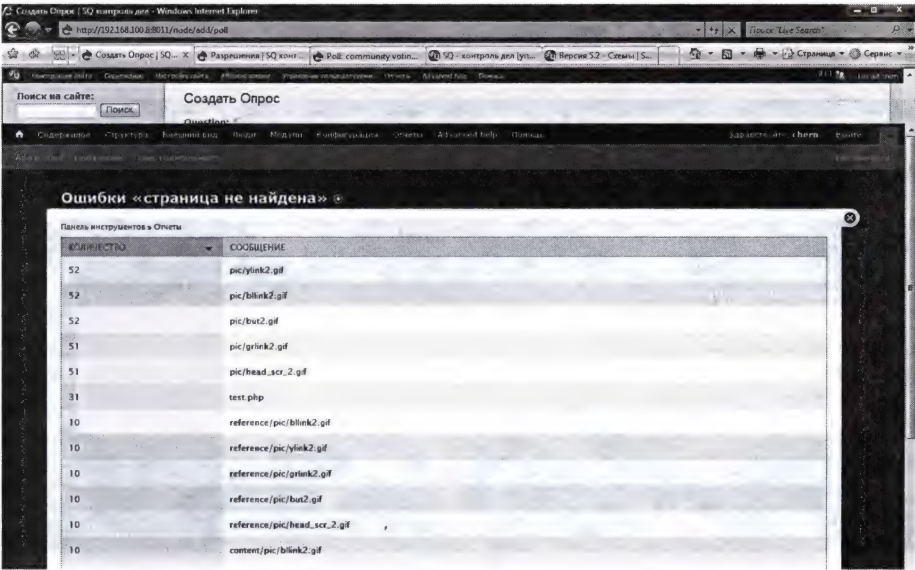 Создать Опрос | SQ контроль дел - Windows Internet Explorer
http://192.168.100.8:8011/node/add/poll
Поиск "Live Search"
Создать Опрос | SQ... Разрешения | SQ конт... Poll: community votin... SQ - контроль дел |уп... Версия 5.2 - Схемы | S... Страница Сервис
Поиск на сайте:
Поиск
Создать Опрос
Question:
Содержимое Структура Внешний вид Люди Модули Конфигурация Отчеты Advanced help Помощь Здравствуйте, chern Выйти
Ошибки «страница не найдена»
Панель инструментов » Отчеты
КОЛИЧЕСТВО СООБЩЕНИЕ
52 pic/ylink2.gif
52 pic/bllink2.gif
52 pic/but2.gif
51 pic/grlink2.gif
51 pic/head_scr_2.gif
31 test.php
10 reference/pic/bllink2.gif
10 reference/pic/ylink2.gif
10 reference/pic/grlink2.gif
10 reference/pic/but2.gif
10 reference/pic/head_scr_2.gif
10 content/pic/bllink2.gif